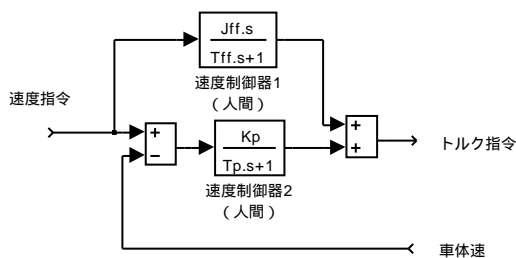 Jff.s
Tff.s+1
速度制御器1
（人間）
速度指令
+
−
Kp
Tp.s+1
速度制御器2
（人間）
+
+
トルク指令
車体速